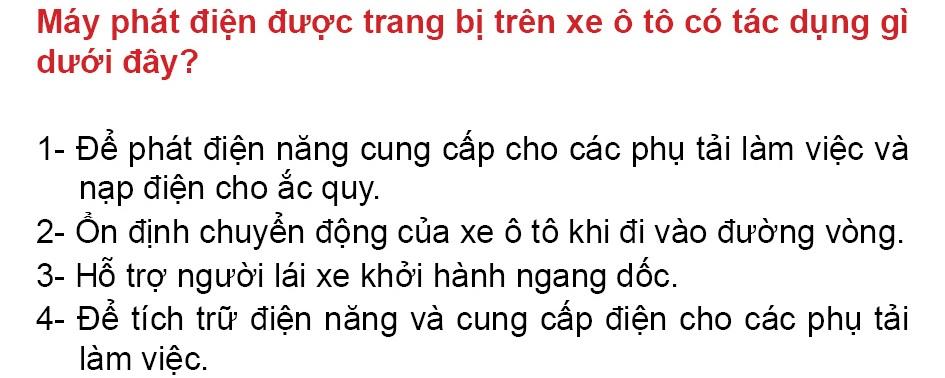 Máy phát điện được trang bị trên xe ô tô có tác dụng gì
dưới đây?
1- Để phát điện năng cung cấp cho các phụ tải làm việc và
nạp điện cho ắc quy.
2- Ổn định chuyển động của xe ô tô khi đi vào đường vòng.
3- Hỗ trợ người lái xe khởi hành ngang dốc.
4- Để tích trữ điện năng và cung cấp điện cho các phụ tải
làm việc.